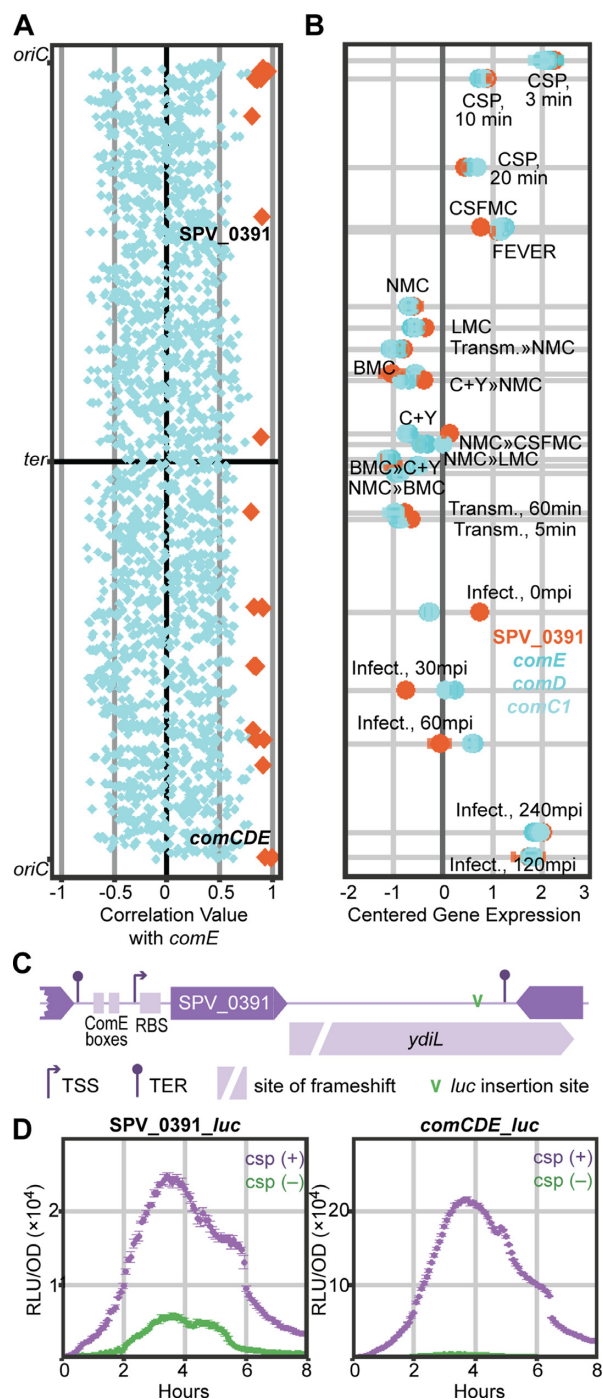 A
oriC
SPV_0391
ter
comCDE
oriC
-1
-0.5
0
0.5
1
Correlation Value
with comE
B
CSP,
3 min
CSP,
10 min
CSP,
20 min
CSFMC
FEVER
NMC
LMC
Transm.»NMC
BMC
C+Y»NMC
C+Y
NMC»CSFMC
NMC»LMC
BMC»C+Y
NMC»BMC
Transm., 60min
Transm., 5min
Infect., 0mpi
SPV_0391
comE
comD
comC1
Infect., 30mpi
Infect., 60mpi
Infect., 240mpi
Infect., 120mpi
-2
-1
0
1
2
3
Centered Gene Expression
C
SPV_0391
ComE
boxes
RBS
ydiL
TSS
TER
site of frameshift
luc insertion site
D
SPV_0391_luc
csp (+)
csp (–)
RLU/OD (×10⁴)
2
1
0
2
4
6
8
Hours
comCDE_luc
csp (+)
csp (–)
RLU/OD (×10⁴)
20
10
0
2
4
6
8
Hours